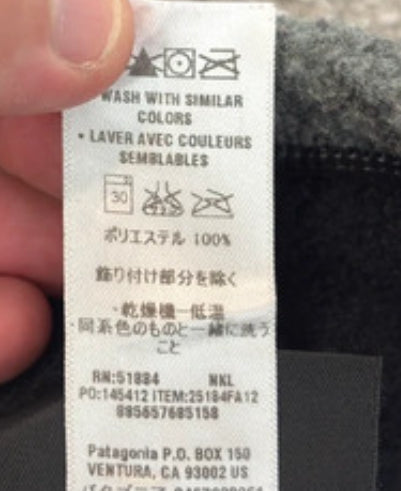 WASH WITH SIMILAR
COLORS
• LAVER AVEC COULEURS
SEMBLABLES
30
ポリエステル 100%
飾り付け部分を除く
·乾燥機一低温
·同系色のものと一緒に洗う
こと
RN:51884 NKL
PO:145412 ITEM:25184FA12
885657685158
Patagonia P.O. BOX 150
VENTURA, CA 93002 US